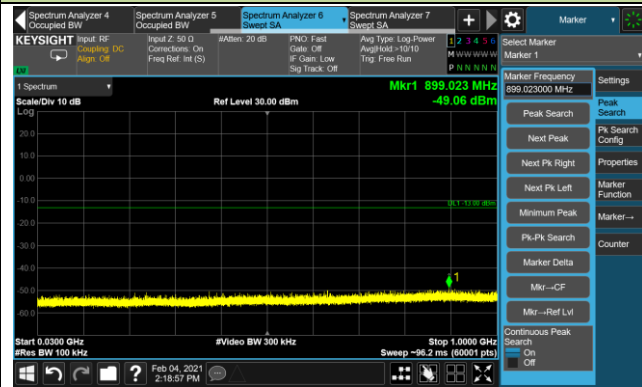 Spectrum Analyzer 4
Occupied BW
Spectrum Analyzer 5
Occupied BW
Spectrum Analyzer 6
Swept SA
Spectrum Analyzer 7
Swept SA
Marker
KEYSIGHT
Input: RF
Coupling: DC
Align: Off
Input Z: 50 Ω
Corrections: On
Freq Ref: Int (S)
#Atten: 20 dB
PNO: Fast
Gate: Off
IF Gain: Low
Sig Track: Off
Avg Type: Log-Power
Avg|Hold:>10/10
Trig: Free Run
1 2 3 4 5 6
M W W W W W
P N N N N N
LXI
Select Marker
Marker 1
1 Spectrum
Mkr1 899.023 MHz
Scale/Div 10 dB
Ref Level 30.00 dBm
-49.06 dBm
Log
20.0
10.0
0.00
-10.0
-20.0
-30.0
-40.0
-50.0
-60.0
DL1 -13.00 dBm
1
Start 0.0300 GHz
#Video BW 300 kHz
Stop 1.0000 GHz
#Res BW 100 kHz
Sweep ~96.2 ms (60001 pts)
Marker Frequency
899.023000 MHz
Peak Search
Next Peak
Next Pk Right
Next Pk Left
Minimum Peak
Pk-Pk Search
Marker Delta
Mkr→CF
Mkr→Ref Lvl
Continuous Peak
Search
On
Off
Settings
Peak
Search
Pk Search
Config
Properties
Marker
Function
Marker→
Counter
?
Feb 04, 2021
2:18:57 PM